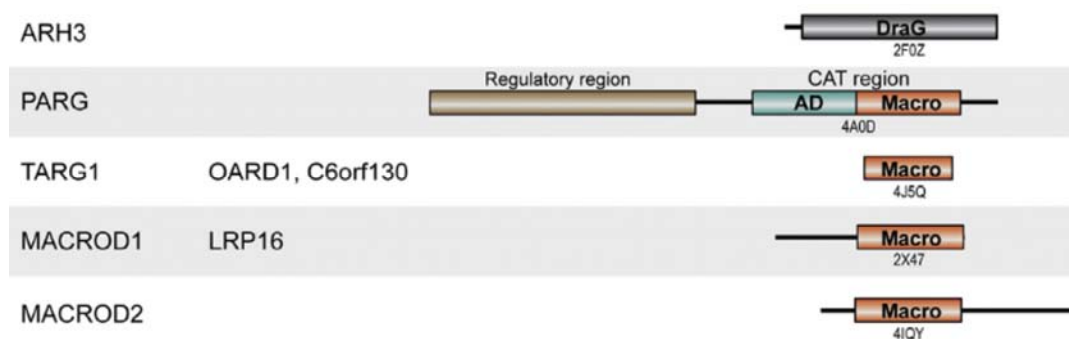 ARH3 DraG
2F0Z
Regulatory region CAT region
PARG AD Macro
4A0D
TARG1 OARD1, C6orf130 Macro
4J5Q
MACROD1 LRP16 Macro
2X47
MACROD2 Macro
4IQY